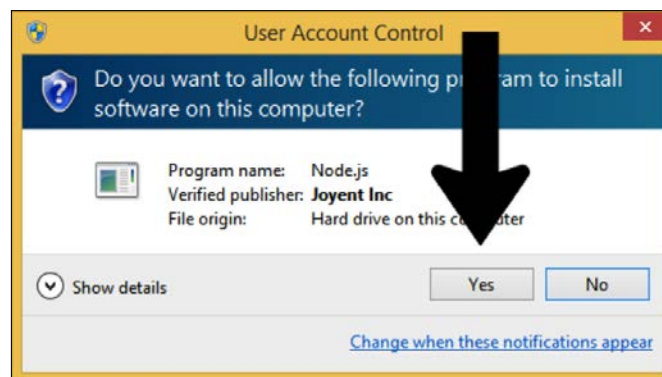 User Account Control
Do you want to allow the following program to install
software on this computer?
Program name: Node.js
Verified publisher: Joyent Inc
File origin: Hard drive on this computer
Show details
Yes
No
Change when these notifications appear